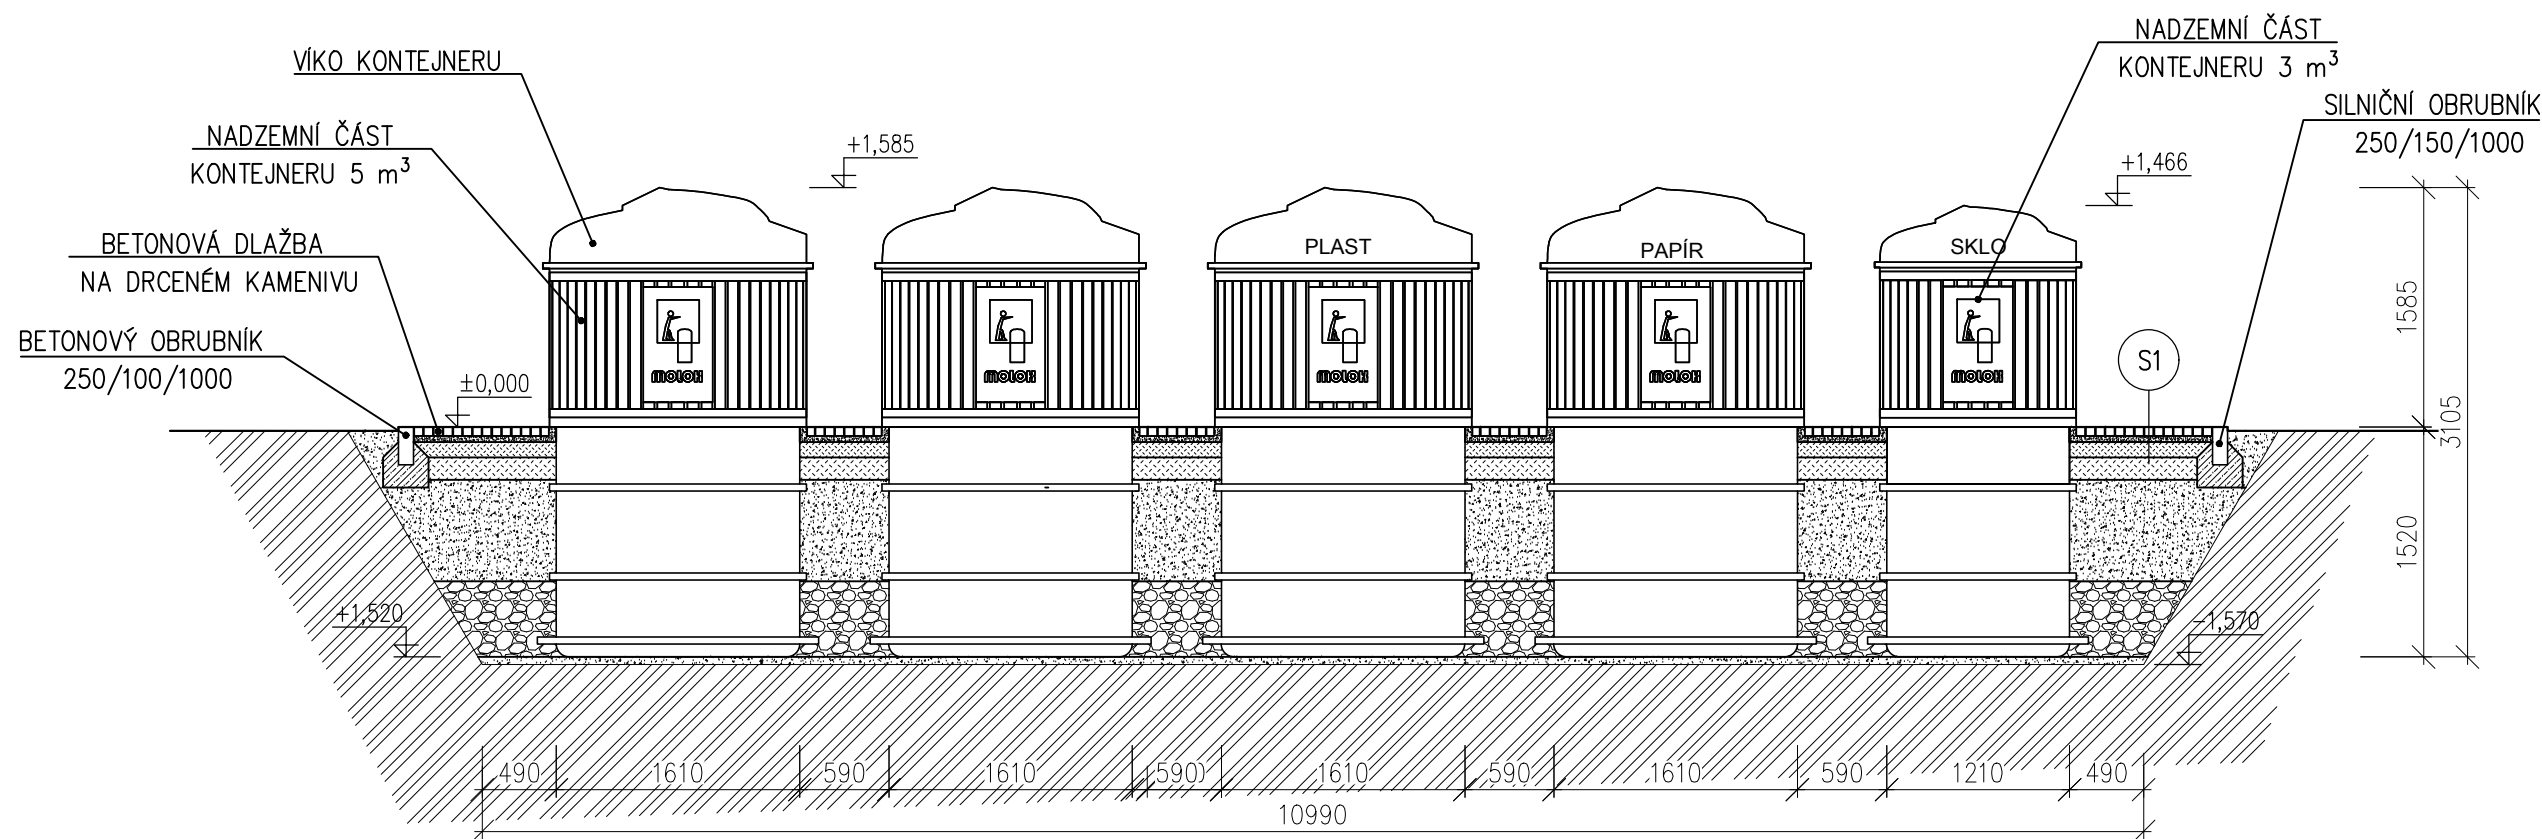 NADZEMNÍ ČÁST
KONTEJNERU 3 m³
VÍKO KONTEJNERU
SILNIČNÍ OBRUBNÍK
250/150/1000
NADZEMNÍ ČÁST
KONTEJNERU 5 m³
+1,585
+1,466
BETONOVÁ DLAŽBA
NA DRCENÉM KAMENIVU
PLAST
PAPÍR
SKLO
BETONOVÝ OBRUBNÍK
250/100/1000
±0,000
MOLOK
MOLOK
MOLOK
MOLOK
MOLOK
S1
1585
3105
1520
+1,520
-1,570
490
1610
590
1610
590
1610
590
1610
590
1210
490
10990